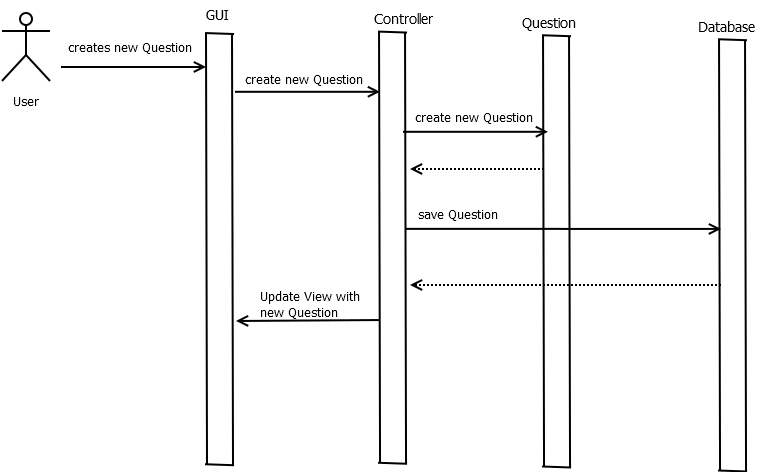 GUI
Controller
Question
Database
creates new Question
create new Question
User
create new Question
save Question
Update View with
new Question